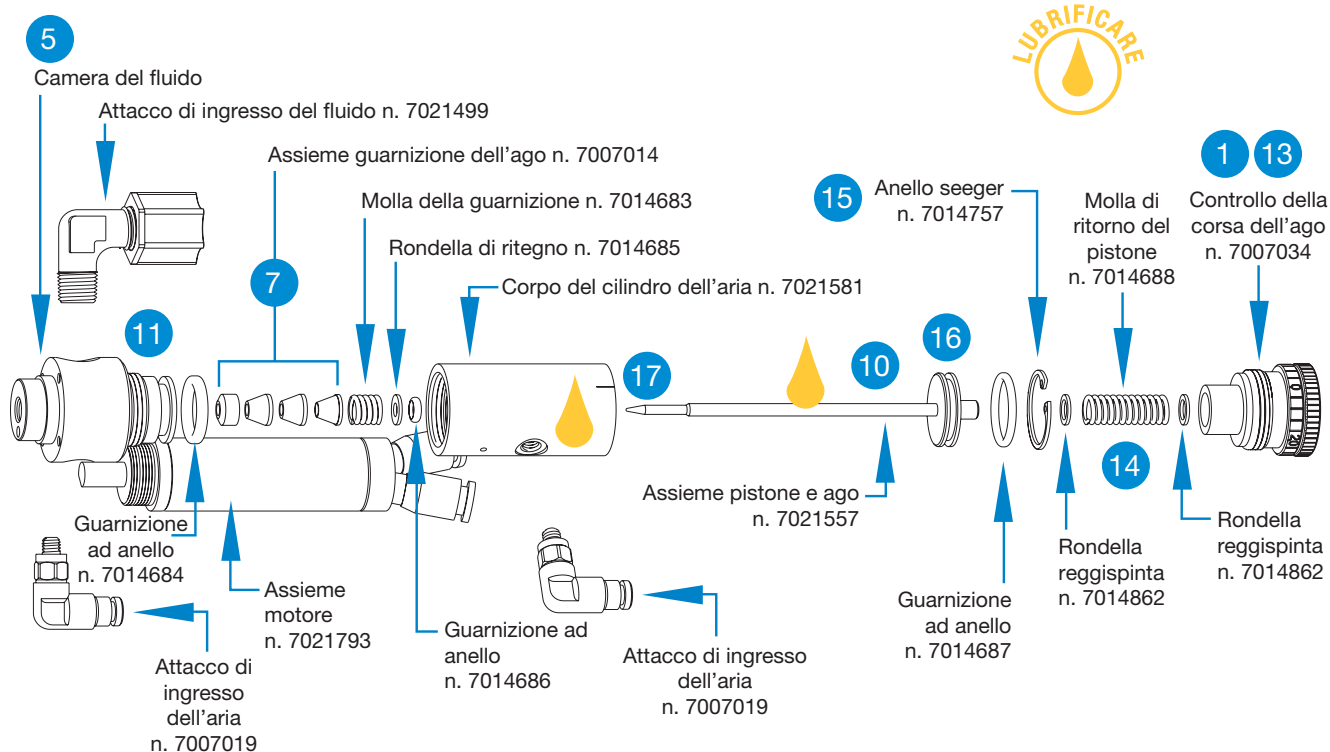 LUBRIFICARE
5
Camera del fluido
Attacco di ingresso del fluido n. 7021499
Assieme guarnizione dell'ago n. 7007014
Molla della guarnizione n. 7014683
Rondella di ritegno n. 7014685
7
Corpo del cilindro dell'aria n. 7021581
15
Anello seeger
n. 7014757
Molla di
ritorno del
pistone
n. 7014688
1 13
Controllo della
corsa dell'ago
n. 7007034
11
17
10
16
14
0
20
Guarnizione
ad anello
n. 7014684
Assieme
motore
n. 7021793
Attacco di
ingresso
dell'aria
n. 7007019
Guarnizione ad
anello
n. 7014686
Attacco di ingresso
dell'aria
n. 7007019
Assieme pistone e ago
n. 7021557
Guarnizione
ad anello
n. 7014687
Rondella
reggispinta
n. 7014862
Rondella
reggispinta
n. 7014862